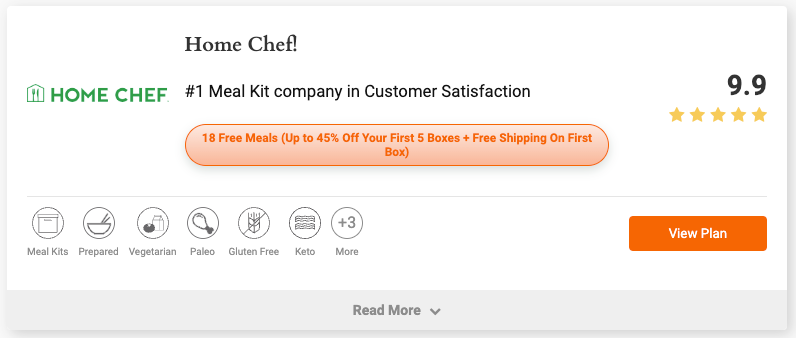 Home Chef!
HOME CHEF
#1 Meal Kit company in Customer Satisfaction
9.9
18 Free Meals (Up to 45% Off Your First 5 Boxes + Free Shipping On First
Box)
Meal Kits
Prepared
Vegetarian
Paleo
Gluten Free
Keto
+3
More
View Plan
Read More